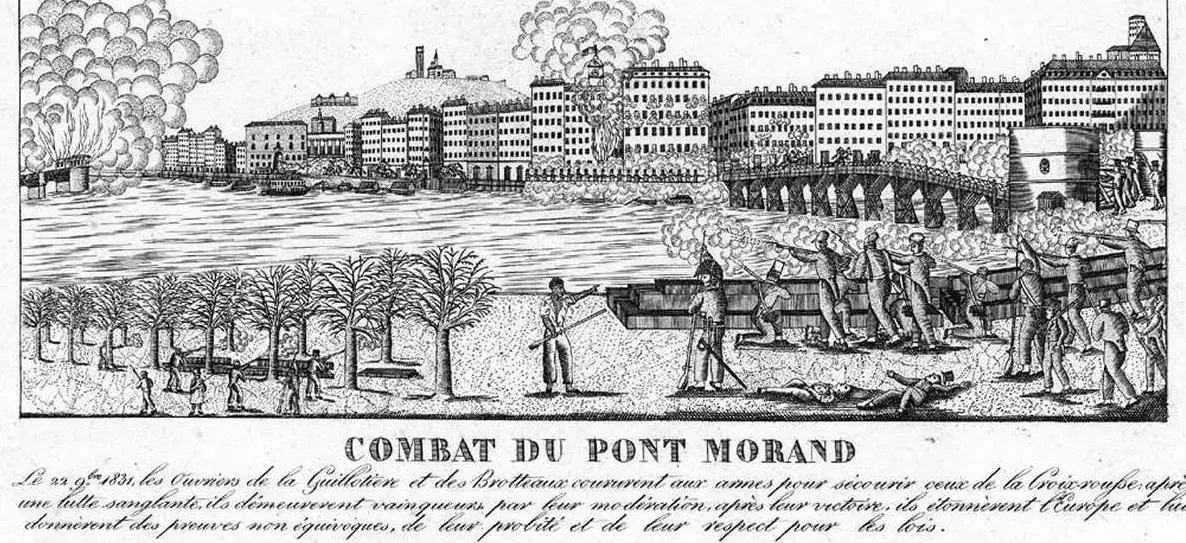 COMBAT DU PONT MORAND
Le 22 9.bre 1831, les Ouvriers de la Guillotière et des Brotteaux coururent aux armes pour sécourir ceux de la Croix rousse; après
une lutte sanglante, ils démeurerent vainqueurs, par leur modération, après leur victoire, ils étonnèrent l'Europe et lui
donnèrent des preuves non équivoques, de leur probité et de leur respect pour les lois.